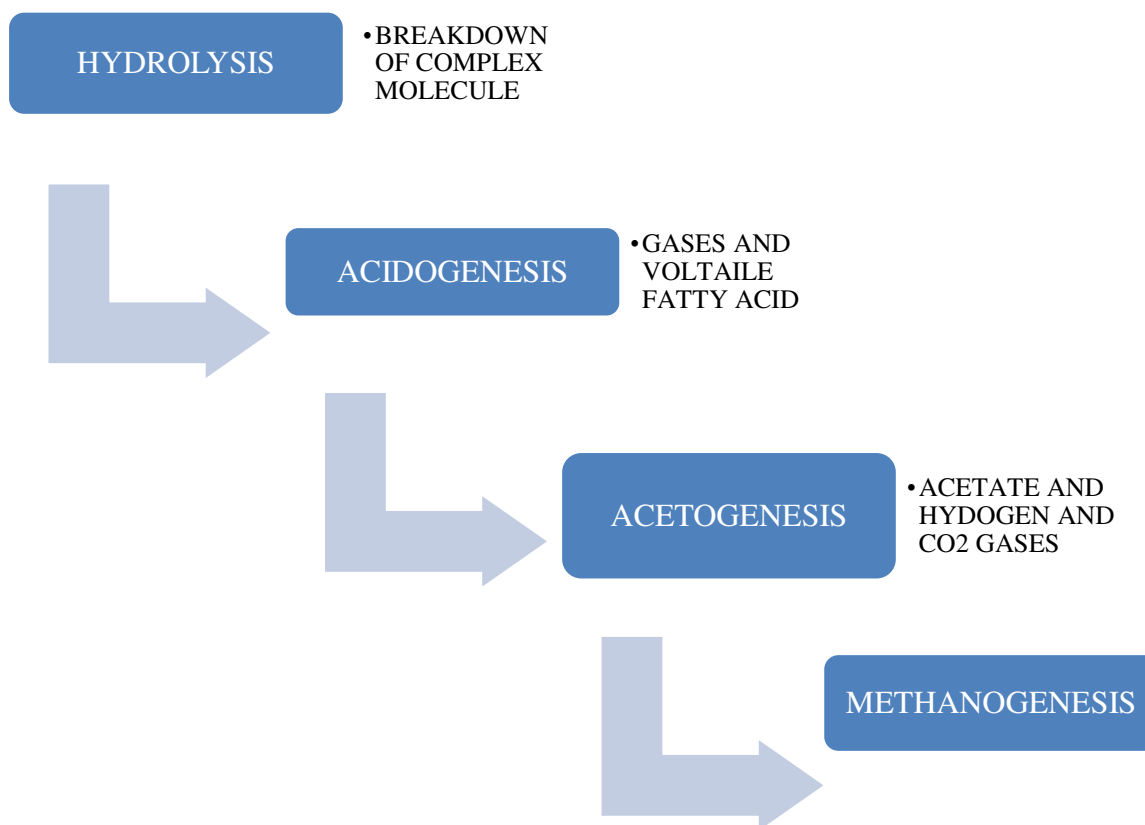 HYDROLYSIS
•BREAKDOWN
OF COMPLEX
MOLECULE
ACIDOGENESIS
•GASES AND
VOLTAILE
FATTY ACID
ACETOGENESIS
•ACETATE AND
HYDOGEN AND
CO2 GASES
METHANOGENESIS